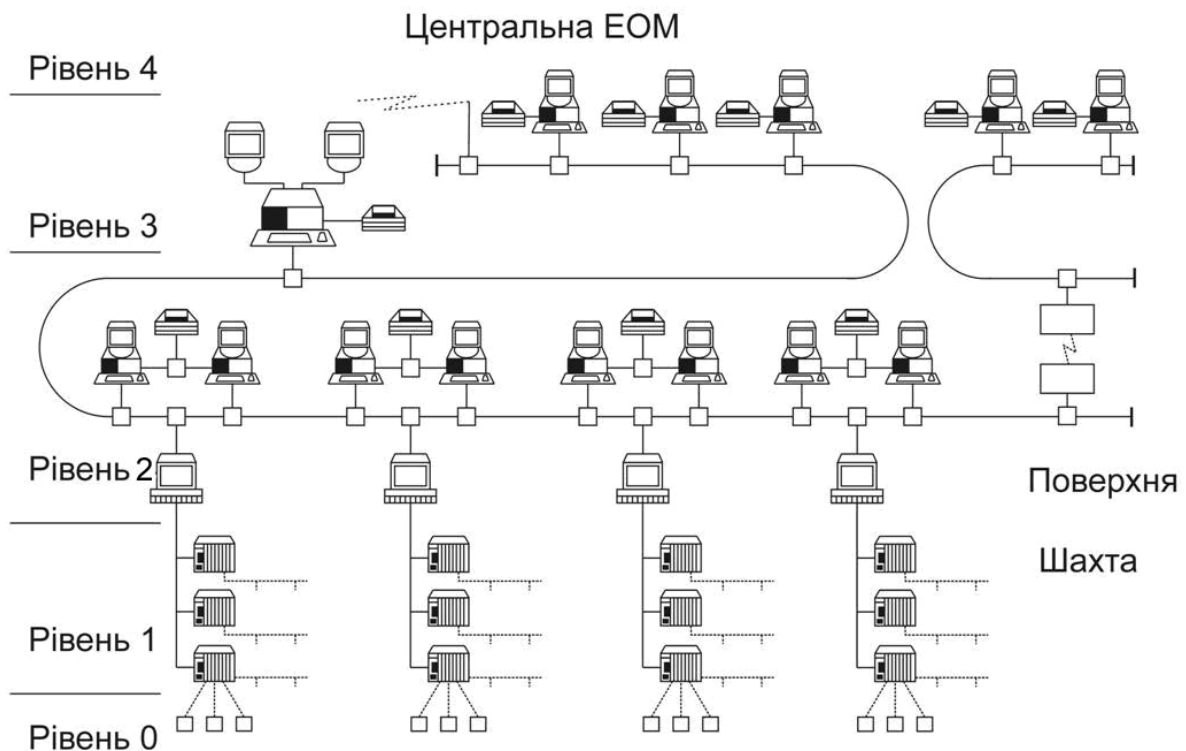 Центральна ЕОМ
Рівень 4
Рівень 3
Рівень 2
Поверхня
Шахта
Рівень 1
Рівень 0